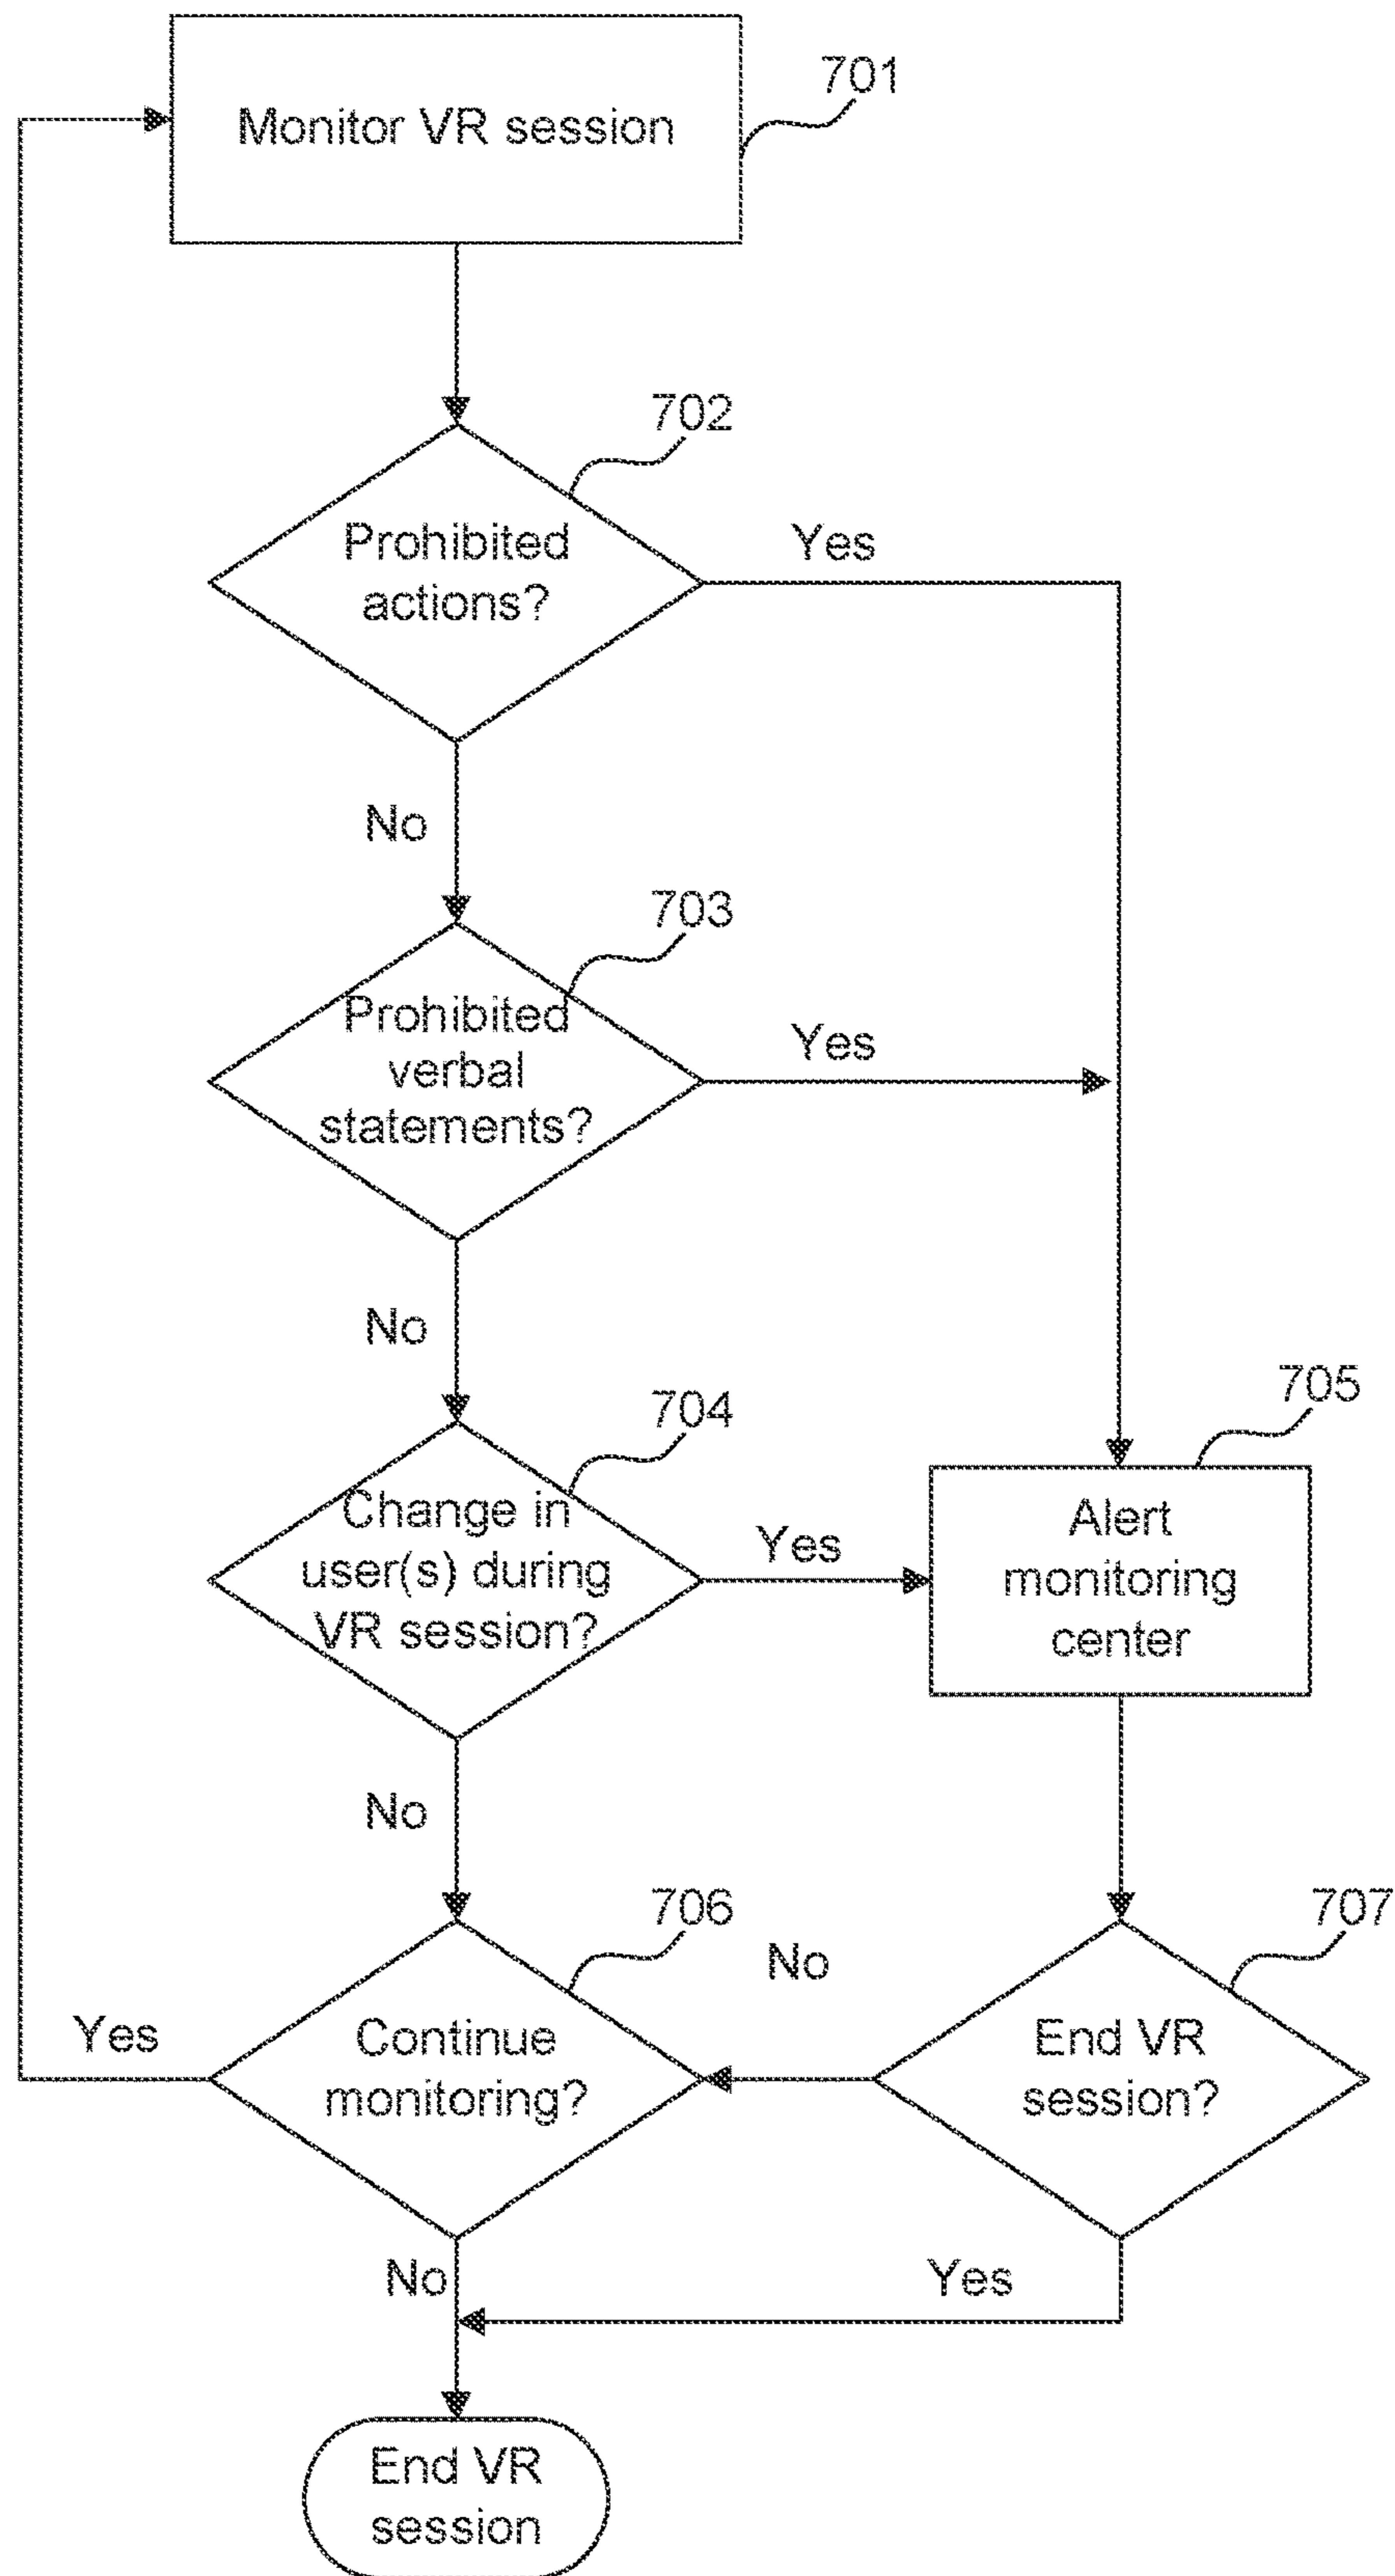 701
Monitor VR session
702
Prohibited
actions?
Yes
No
703
Prohibited
verbal
statements?
Yes
No
704
Change in
user(s) during
VR session?
Yes
705
Alert
monitoring
center
No
706
Continue
monitoring?
Yes
No
707
End VR
session?
No
Yes
End VR
session